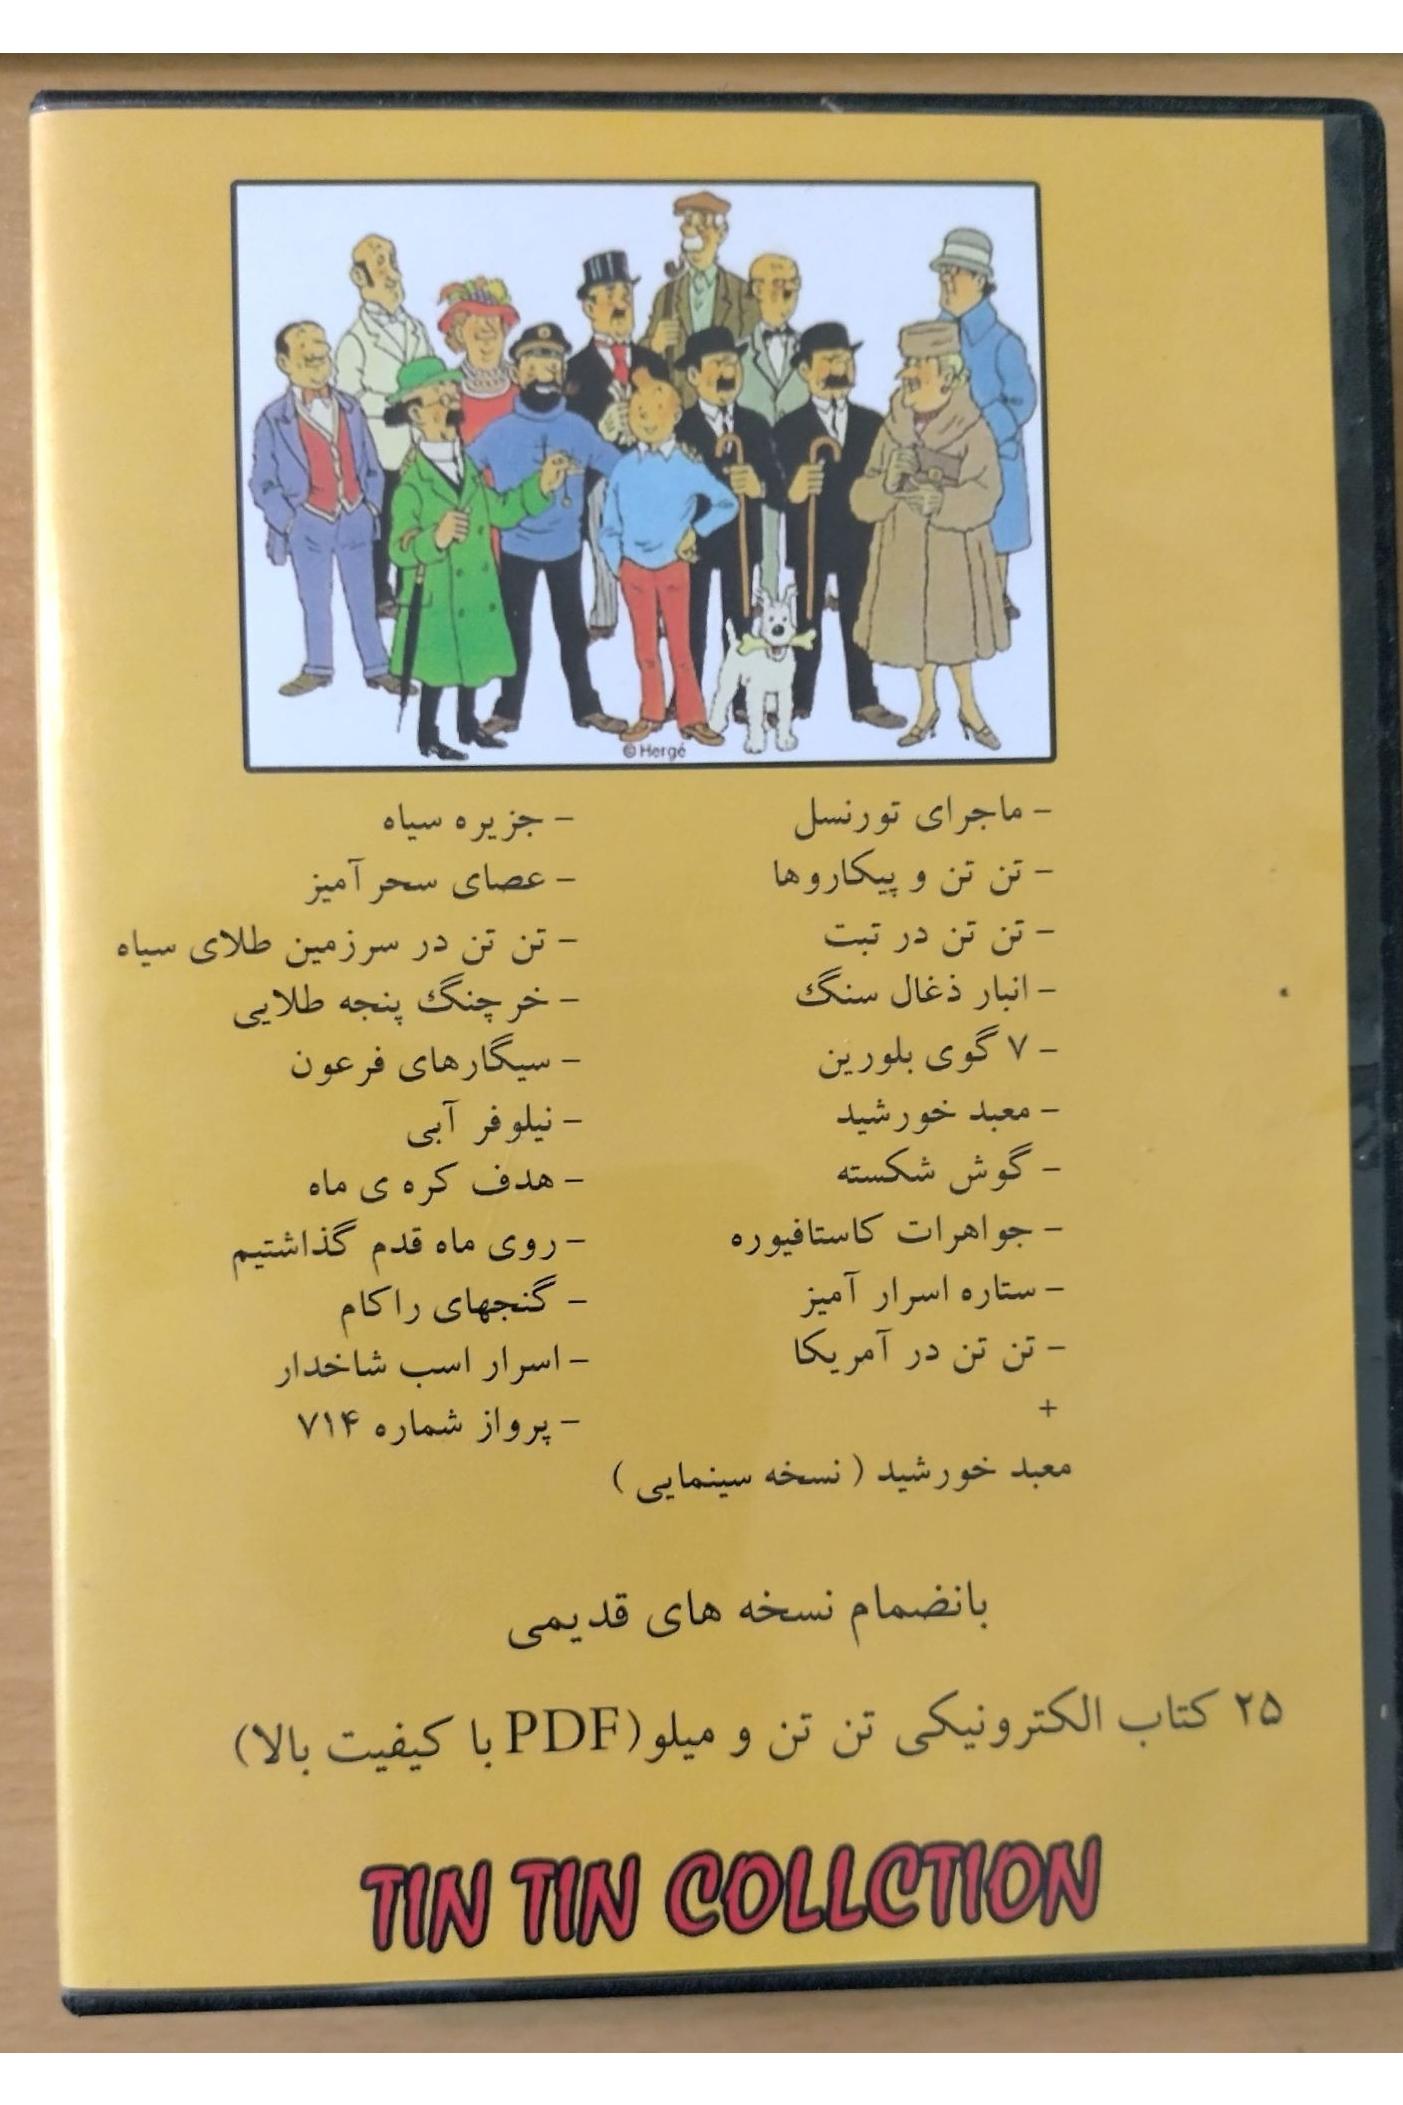 © Hergé
- ماجرای تورنسل
- تن تن و پیکاروها
- تن تن در تبت
- انبار ذغال سنگ
- ۷ گوی بلورین
- معبد خورشید
- گوش شکسته
- جواهرات کاستافیوره
- ستاره اسرار آمیز
- تن تن در آمریکا
+
معبد خورشید ( نسخه سینمایی )
- جزیره سیاه
- عصای سحر آمیز
- تن تن در سرزمین طلای سیاه
- خرچنگ پنجه طلایی
- سیگارهای فرعون
- نیلوفر آبی
- هدف کره ی ماه
- روی ماه قدم گذاشتیم
- گنجهای راکام
- اسرار اسب شاخدار
- پرواز شماره ۷۱۴
بانضمام نسخه های قدیمی
۲۵ کتاب الکترونیکی تن تن و میلو (PDF با کیفیت بالا)
TIN TIN COLLCTION